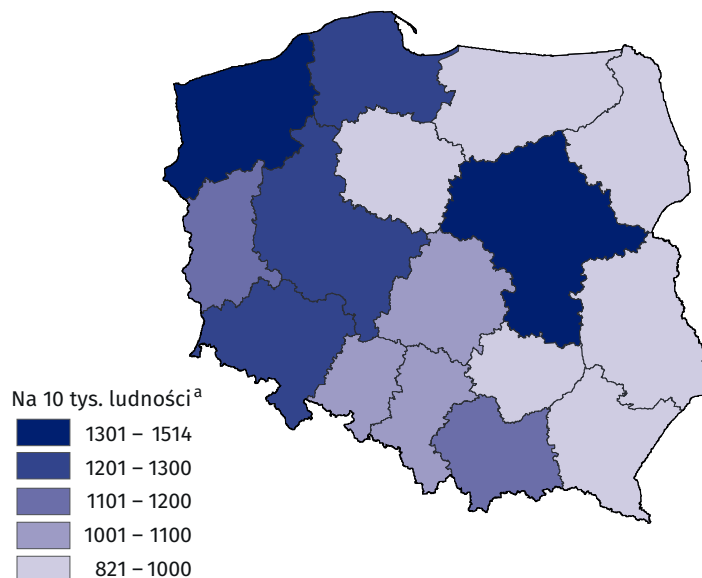 Na 10 tys. ludności a
1301 – 1514
1201 – 1300
1101 – 1200
1001 – 1100
821 – 1000